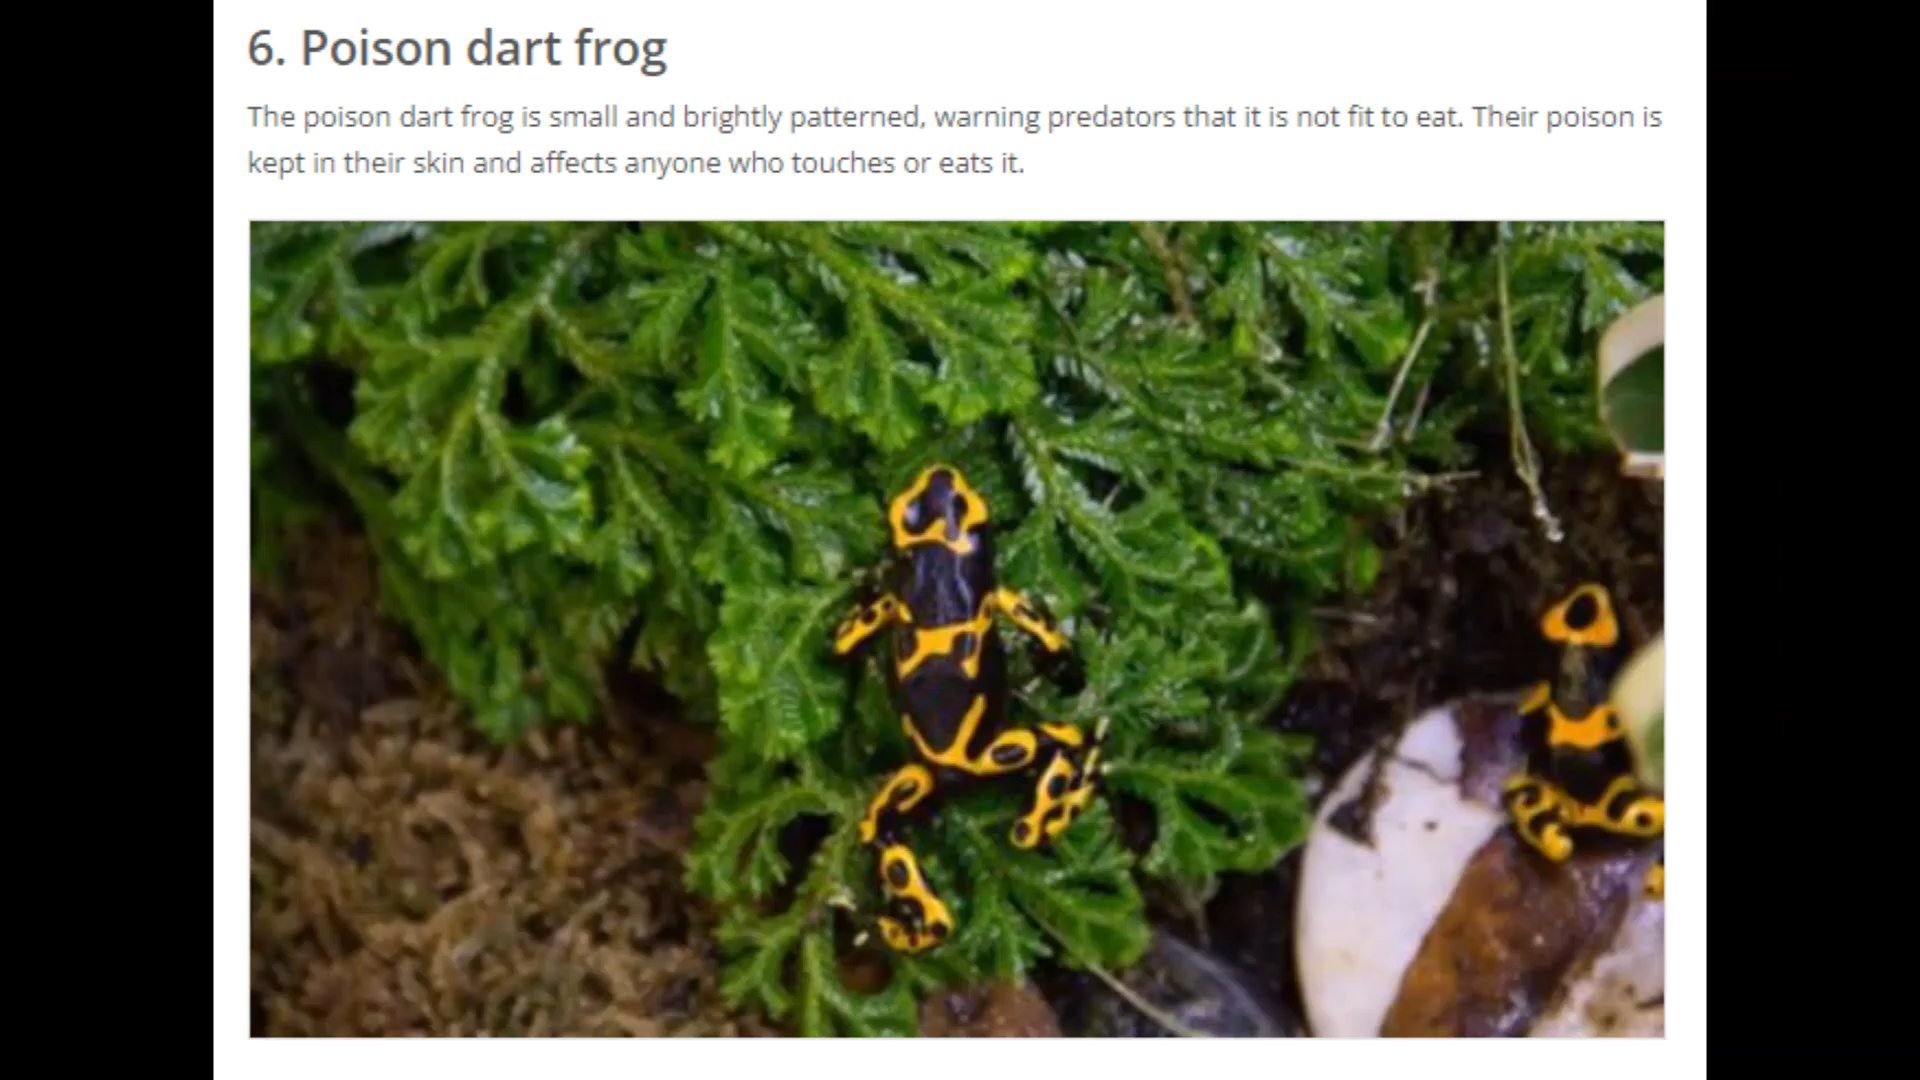 6. Poison dart frog
The poison dart frog is small and brightly patterned, warning predators that it is not fit to eat. Their poison is
kept in their skin and affects anyone who touches or eats it.